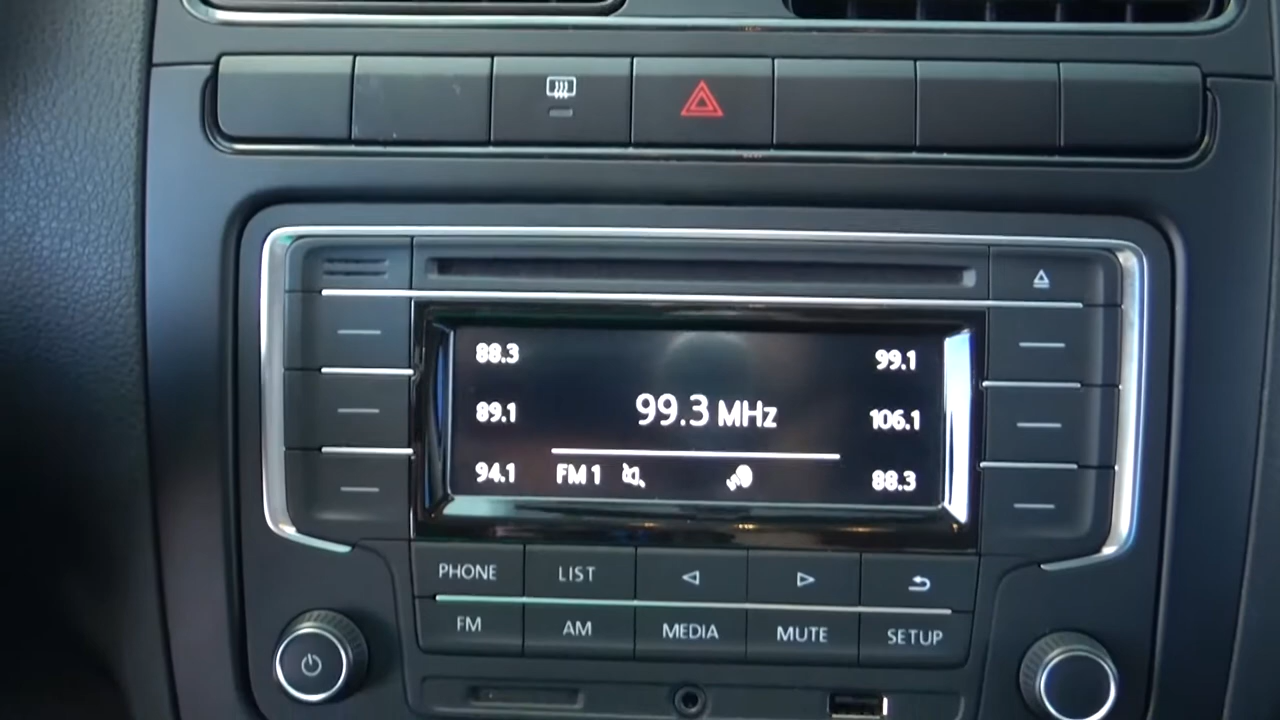 88.3
99.1
99.3 MHz
89.1
106.1
94.1
FM 1
88.3
PHONE
LIST
FM
AM
MEDIA
MUTE
SETUP